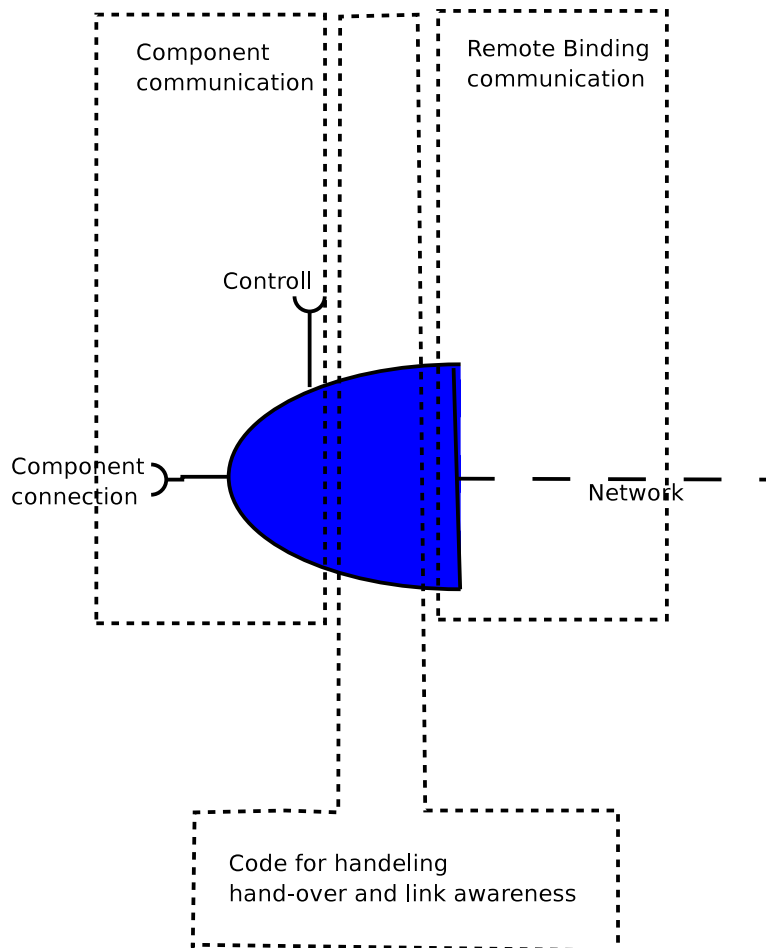 Component
communication
Remote Binding
communication
Controll
Component
connection
Network
Code for handeling
hand-over and link awareness